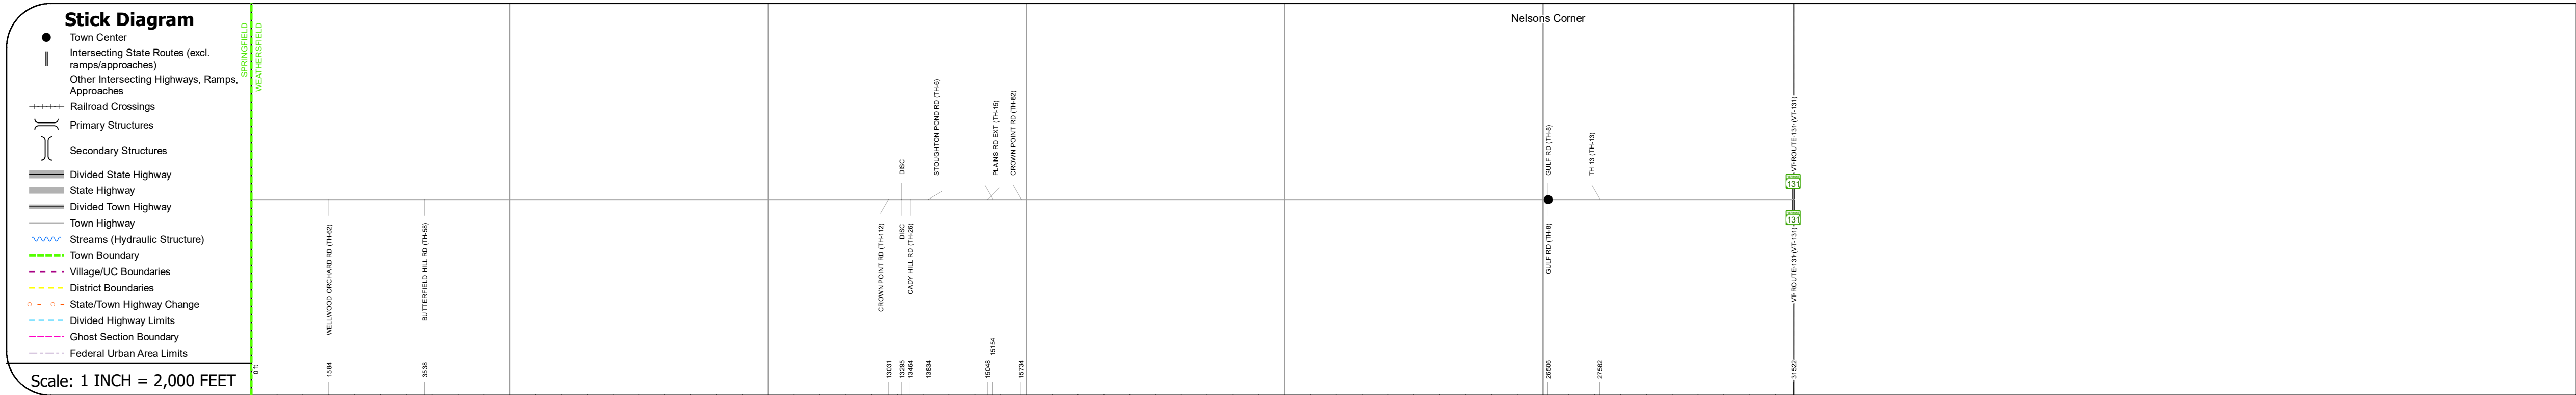 Stick Diagram
Town Center
Intersecting State Routes (excl.
ramps/approaches)
Other Intersecting Highways, Ramps,
Approaches
Railroad Crossings
Primary Structures
Secondary Structures
Divided State Highway
State Highway
Divided Town Highway
Town Highway
Streams (Hydraulic Structure)
Town Boundary
Village/UC Boundaries
District Boundaries
State/Town Highway Change
Divided Highway Limits
Ghost Section Boundary
Federal Urban Area Limits
Scale: 1 INCH = 2,000 FEET
SPRINGFIELD
WEATHERSFIELD
Nelsons Corner
DISC
STOUGHTON POND RD (TH-6)
PLAINS RD EXT (TH-15)
CROWN POINT RD (TH-82)
GULF RD (TH-8)
TH 13 (TH-13)
VT-ROUTE-131 (VT-131)
131
131
WELLWOOD ORCHARD RD (TH-62)
BUTTERFIELD HILL RD (TH-58)
CROWN POINT RD (TH-112)
DISC
CADY HILL RD (TH-26)
GULF RD (TH-8)
VT-ROUTE-131 (VT-131)
0 ft
1584
3538
13031
13295
13464
13834
15048
15154
15734
26506
27562
31522